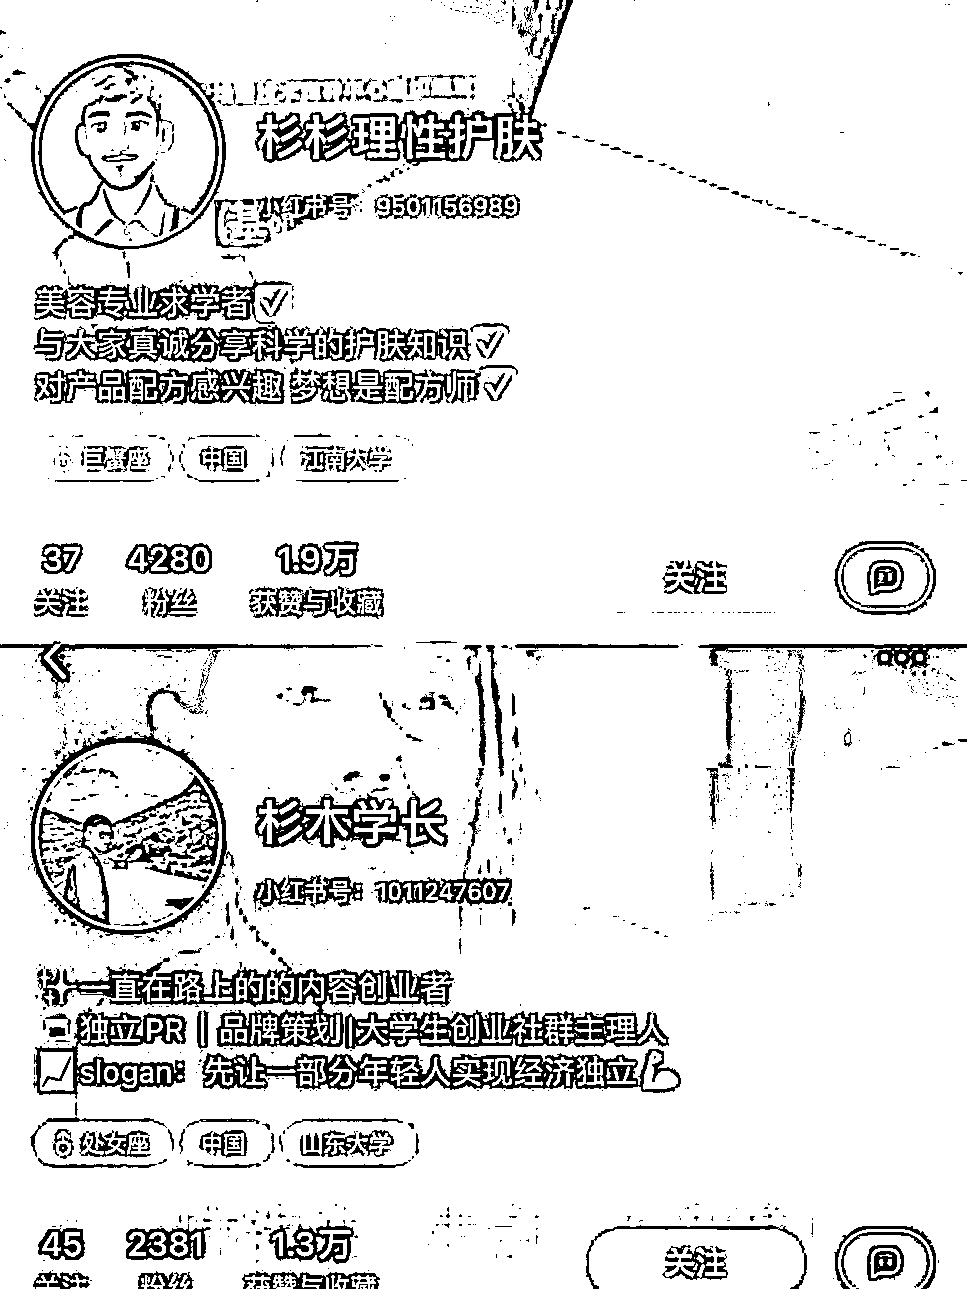 杉杉理性护肤
小红书号：9501156989
美容专业求学者
与大家真诚分享科学的护肤知识
对产品配方感兴趣 梦想是配方师
巨蟹座 中国 江南大学
37 4280 1.9万
关注 粉丝 获赞与收藏 关注
杉木学长
小红书号：1011247607
一直在路上的的内容创业者
独立PR｜品牌策划|大学生创业社群主理人
slogan：先让一部分年轻人实现经济独立
处女座 中国 山东大学
45 2381 1.3万 关注
关注 粉丝 获赞与收藏